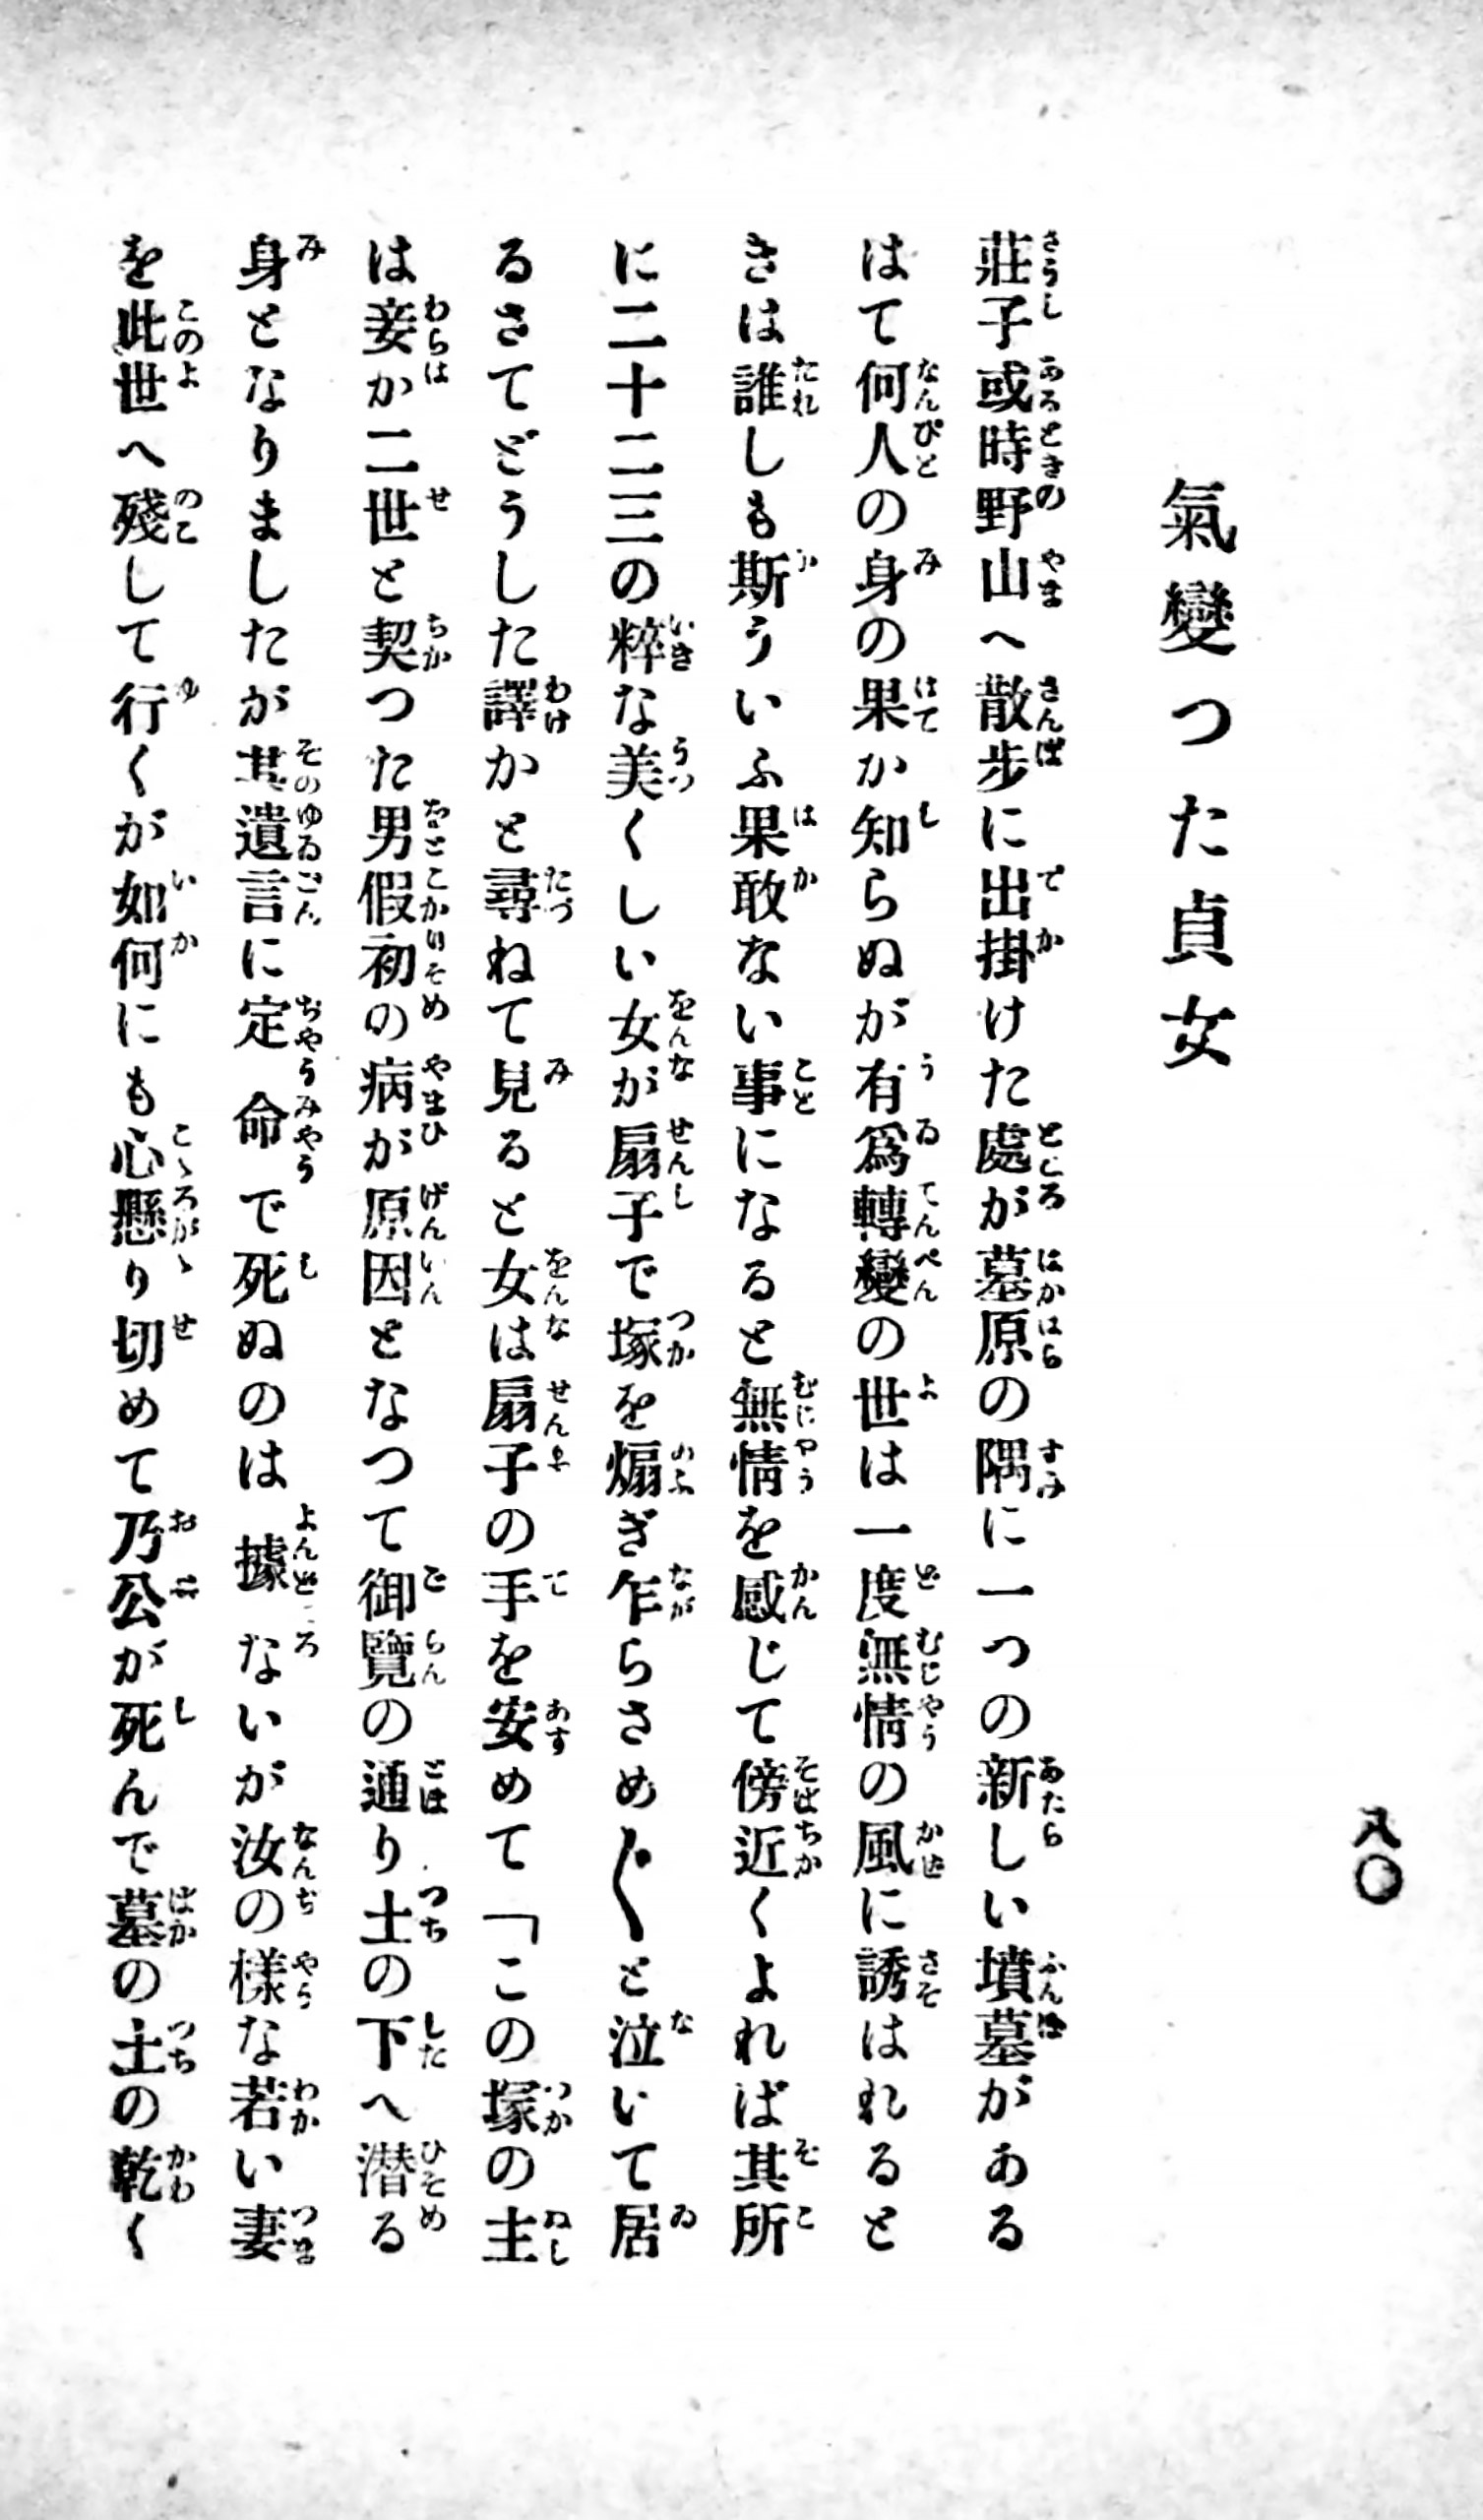 八〇
氣變つた貞女
莊子或時野山へ散步に出掛けた處が墓原の隅に一つの新しい墳墓がある
はて何人の身の果か知らぬが有爲轉變の世は一度無情の風に誘はれると
きは誰しも斯ういふ果敢ない事になると無情を感じて傍近くよれば其所
に二十二三の粹な美くしい女が扇子で塚を煽ぎ乍らさめ〴〵と泣いて居
るさてどうした譯かと尋ねて見ると女は扇子の手を安めて「この塚の主
は妾か二世と契つた男假初の病が原因となつて御覽の通り土の下へ潜る
身となりましたが其遺言に定命で死ぬのは據ないが汝の樣な若い妻
を此世へ殘して行くが如何にも心懸り切めて乃公が死んで墓の土の乾く